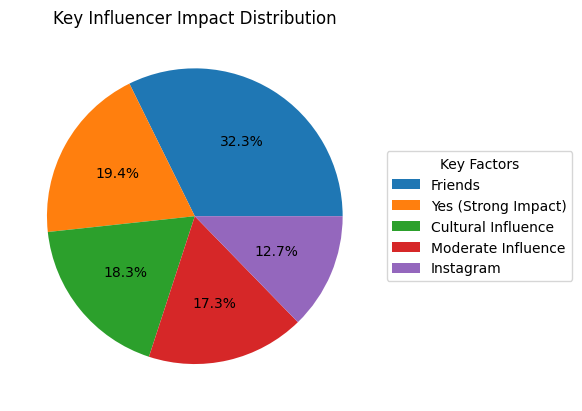 Key Influencer Impact Distribution
32.3%
19.4%
18.3%
17.3%
12.7%
Key Factors
Friends
Yes (Strong Impact)
Cultural Influence
Moderate Influence
Instagram